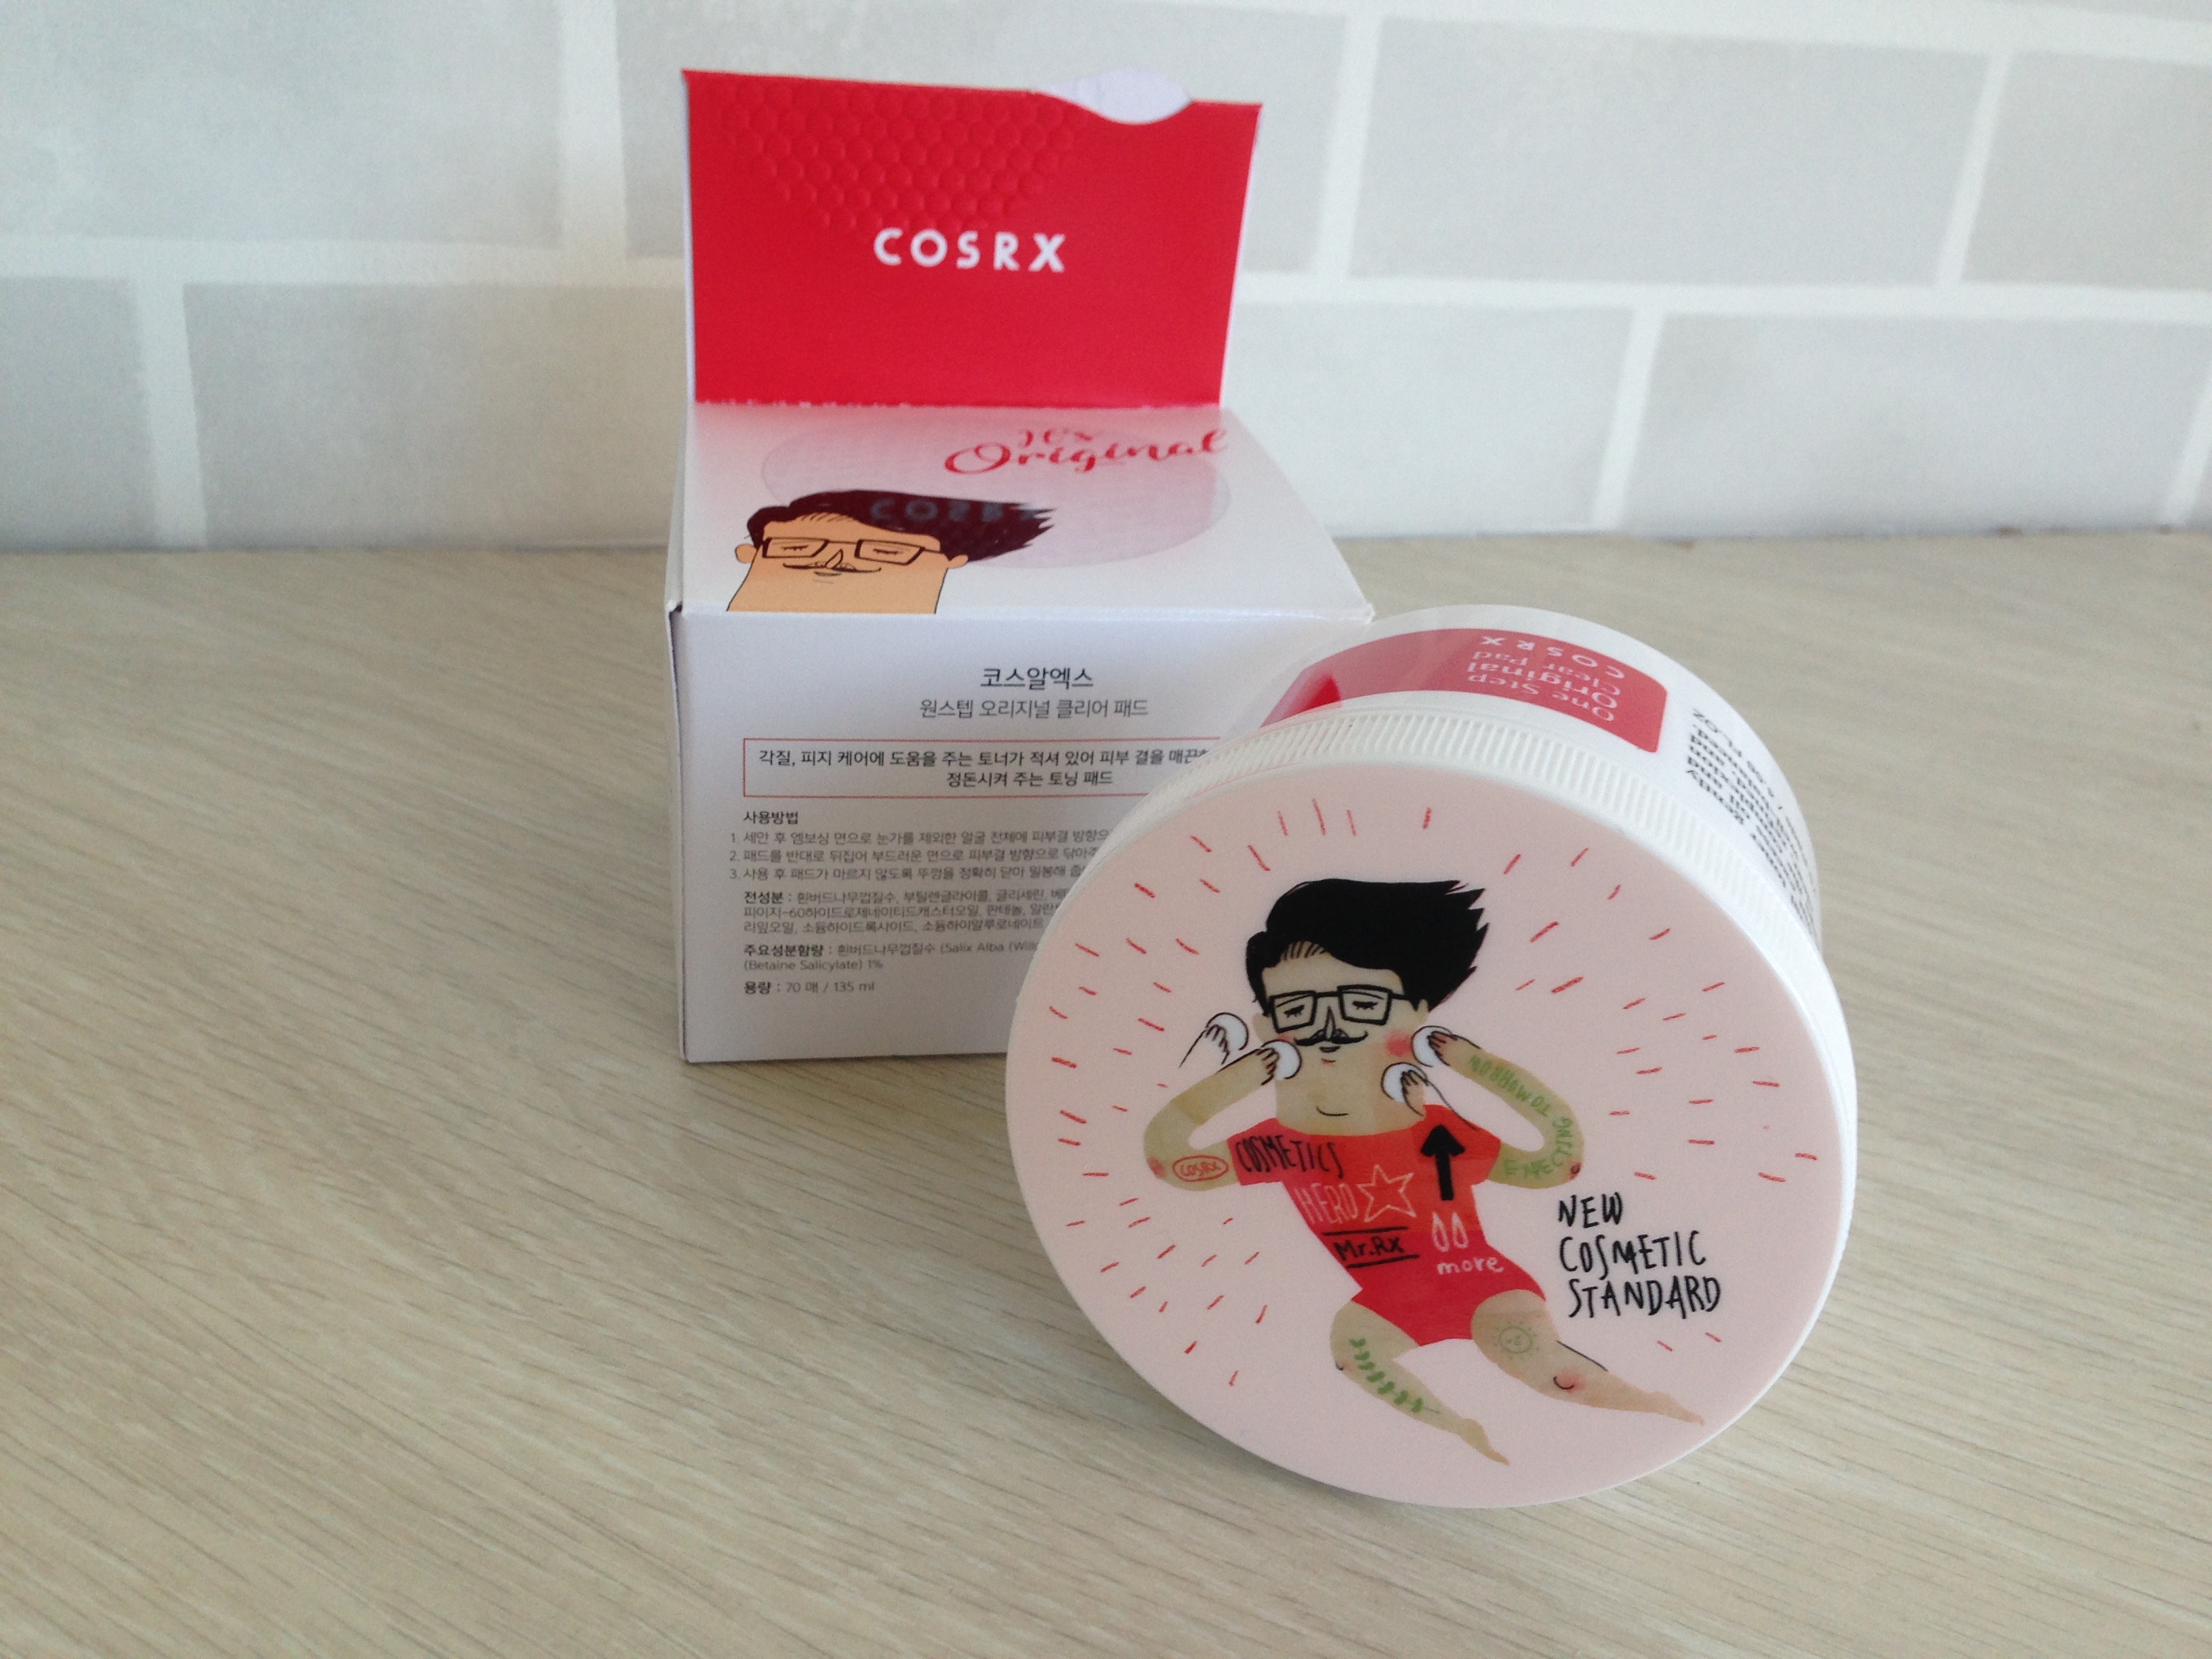 COSRX
It's
Original
COSRX
코스알엑스
원스텝 오리지널 클리어 패드
각질, 피지 케어에 도움을 주는 토너가 적셔 있어 피부 결을
정돈시켜 주는 토닝 패드
사용방법
1. 세안 후 엠보싱 면으로 눈가를 제외한 얼굴 전체에 피부결
2. 패드를 반대로 뒤집어 부드러운 면으로 피부결 방향으로
3. 사용 후 패드가 마르지 않도록 뚜껑을 정확히 닫아 밀봉해
전성분 : 흰버드나무껍질수, 부틸렌글라이콜, 글리세린,
파이지-60하이드로제네이티드캐스터오일, 판테놀,
리잎오일, 소듐하이드록사이드, 소듐하이알루로네이트
주요성분함량 : 흰버드나무껍질수 (Salix Alba
(Betaine Salicylate) 1%
용량 : 70 매 / 135 ml
One Step
Original
Clear Pad
COSRX
FL.OZ
COSRX
COSMETICS
HERO
Mr.RX
more
NEW
COSMETIC
STANDARD